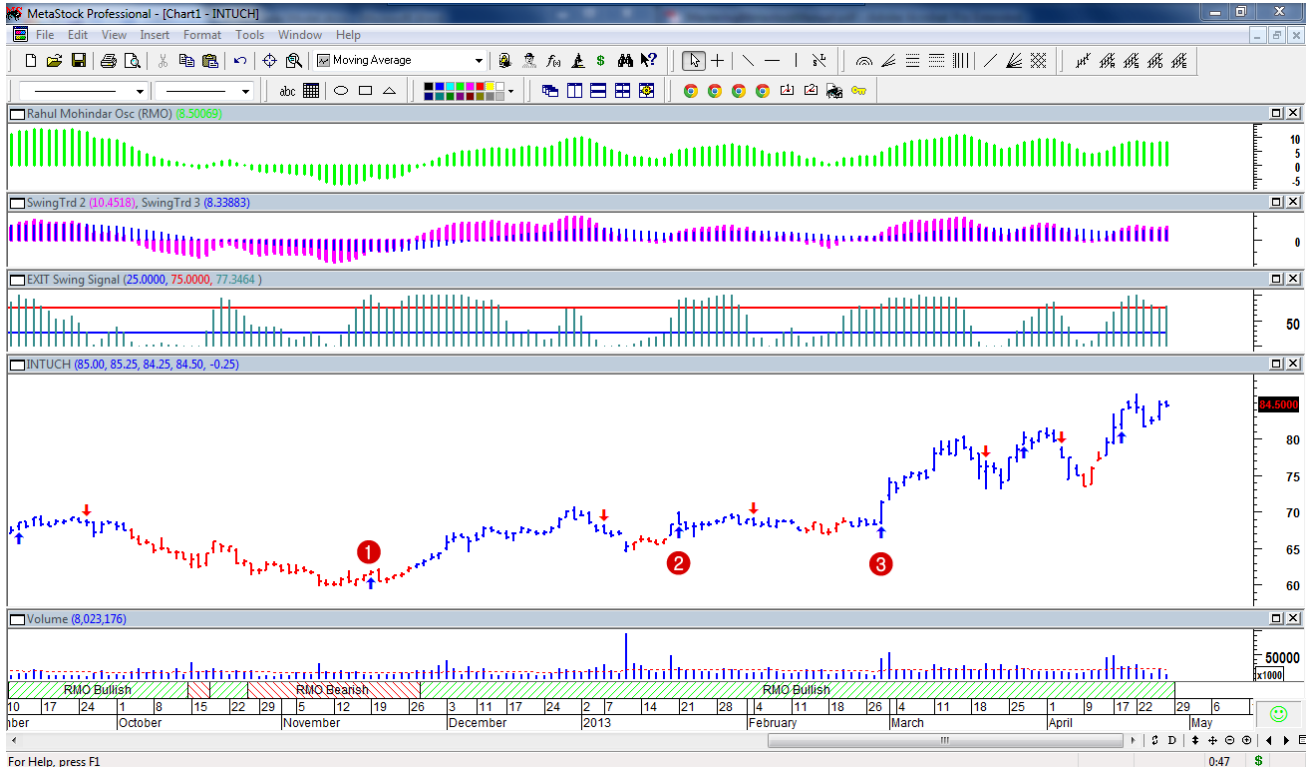 MetaStock Professional - [Chart1 - INTUCH]
File Edit View Insert Format Tools Window Help
Moving Average
abc
Rahul Mohindar Osc (RMO) (8.50069)
10
5
0
-5
SwingTrd 2 (10.4518), SwingTrd 3 (8.33883)
0
EXIT Swing Signal (25.0000, 75.0000, 77.3464 )
50
INTUCH (85.00, 85.25, 84.25, 84.50, -0.25)
84.5000
80
75
70
65
60
1
2
3
Volume (8,023,176)
50000
x1000
RMO Bullish RMO Bearish RMO Bullish
10 17 24 1 8 15 22 29 5 12 19 26 3 11 17 24 2 7 14 21 28 4 11 18 26 4 11 18 25 1 9 17 22 29 6
nber October November December 2013 February March April May
D
For Help, press F1
0:47 $